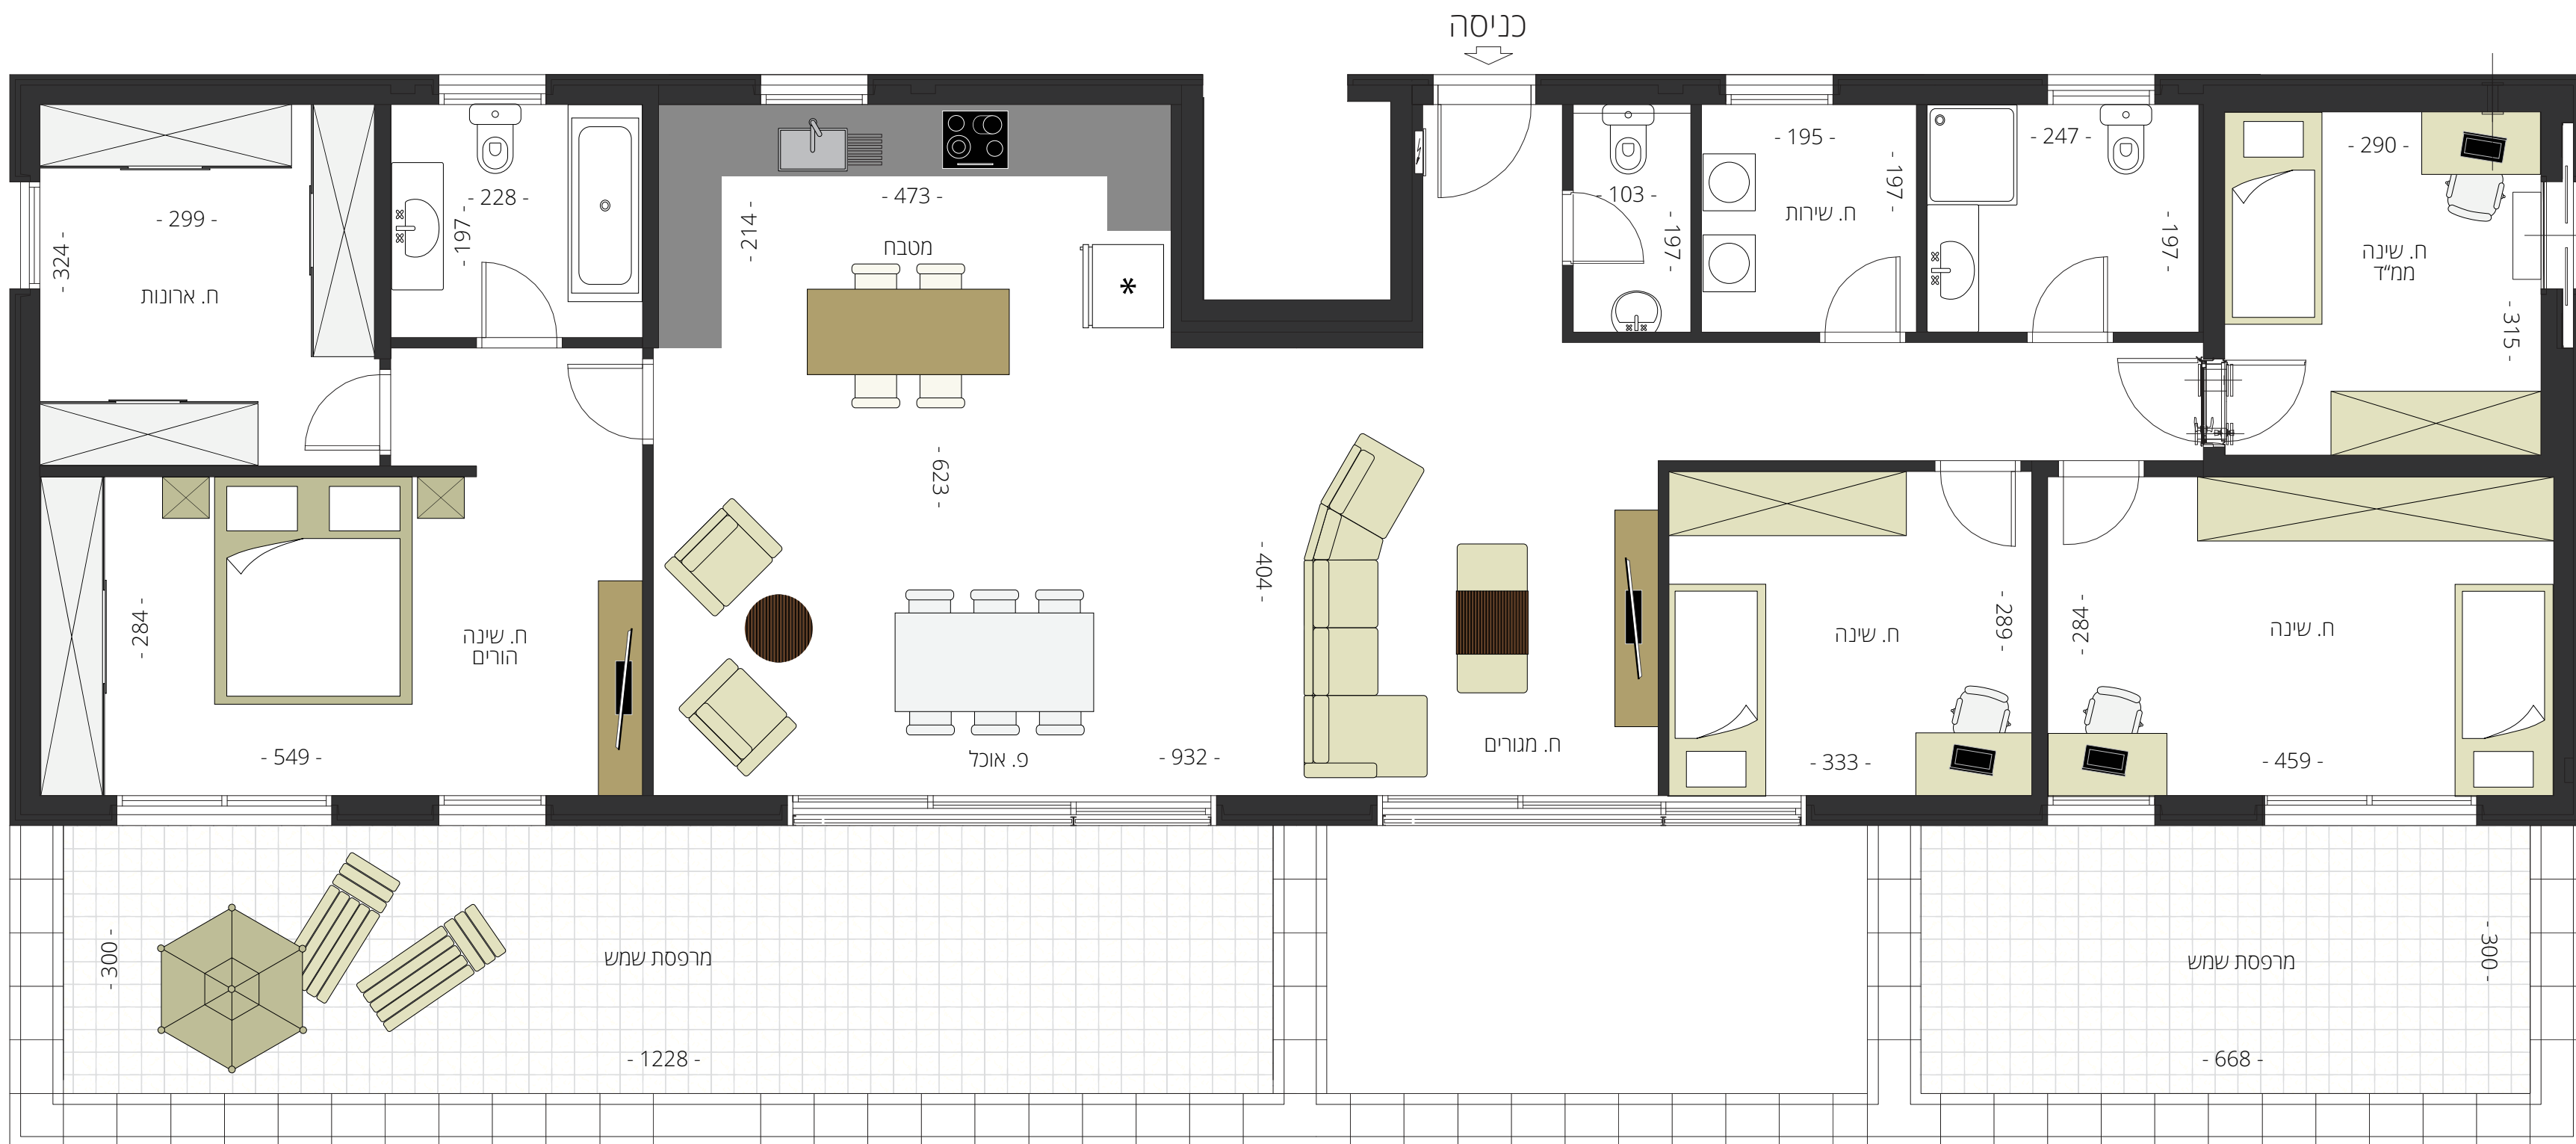 כניסה
- 299 -
- 324 -
ח. ארונות
- 228 -
- 197 -
- 473 -
- 214 -
מטבח
*
- 103 -
- 197 -
- 195 -
- 197 -
ח. שירות
- 247 -
- 197 -
- 290 -
ח. שינה
ממ״ד
- 315 -
- 284 -
ח. שינה
הורים
- 549 -
- 623 -
פ. אוכל
- 932 -
- 404 -
ח. מגורים
ח. שינה
- 289 -
- 333 -
- 284 -
ח. שינה
- 459 -
- 300 -
מרפסת שמש
- 1228 -
מרפסת שמש
- 300 -
- 668 -